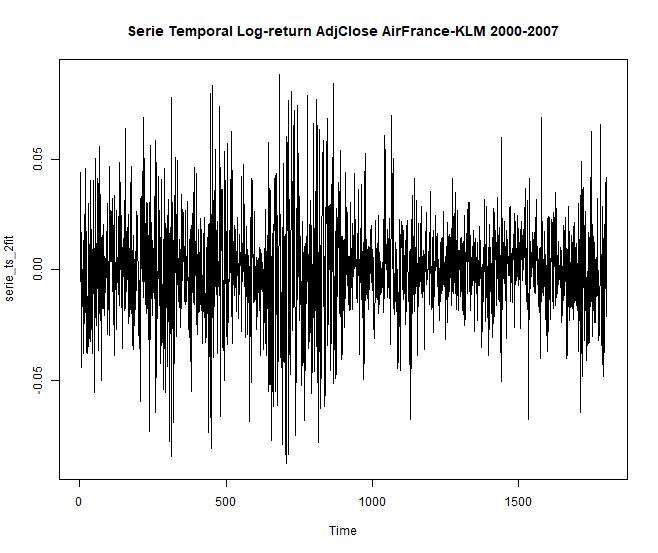 Serie Temporal Log-return AdjClose AirFrance-KLM 2000-2007
serie_ts_2fit
0.05
0.00
-0.05
0 500 1000 1500
Time